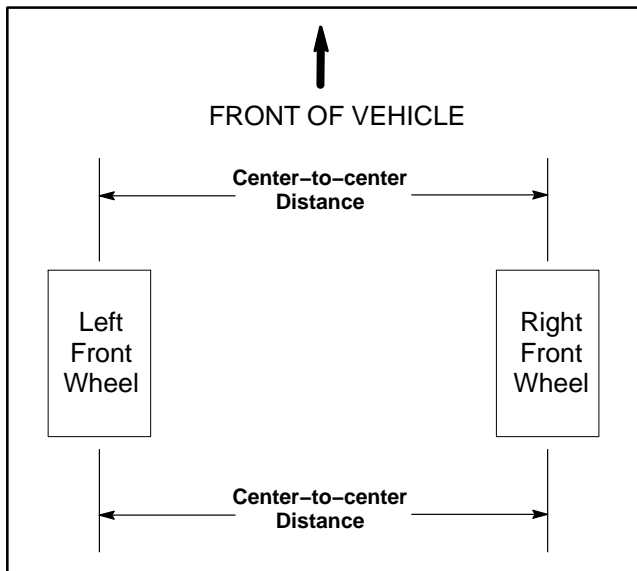 FRONT OF VEHICLE
Center–to–center
Distance
Left
Front
Wheel
Right
Front
Wheel
Center–to–center
Distance